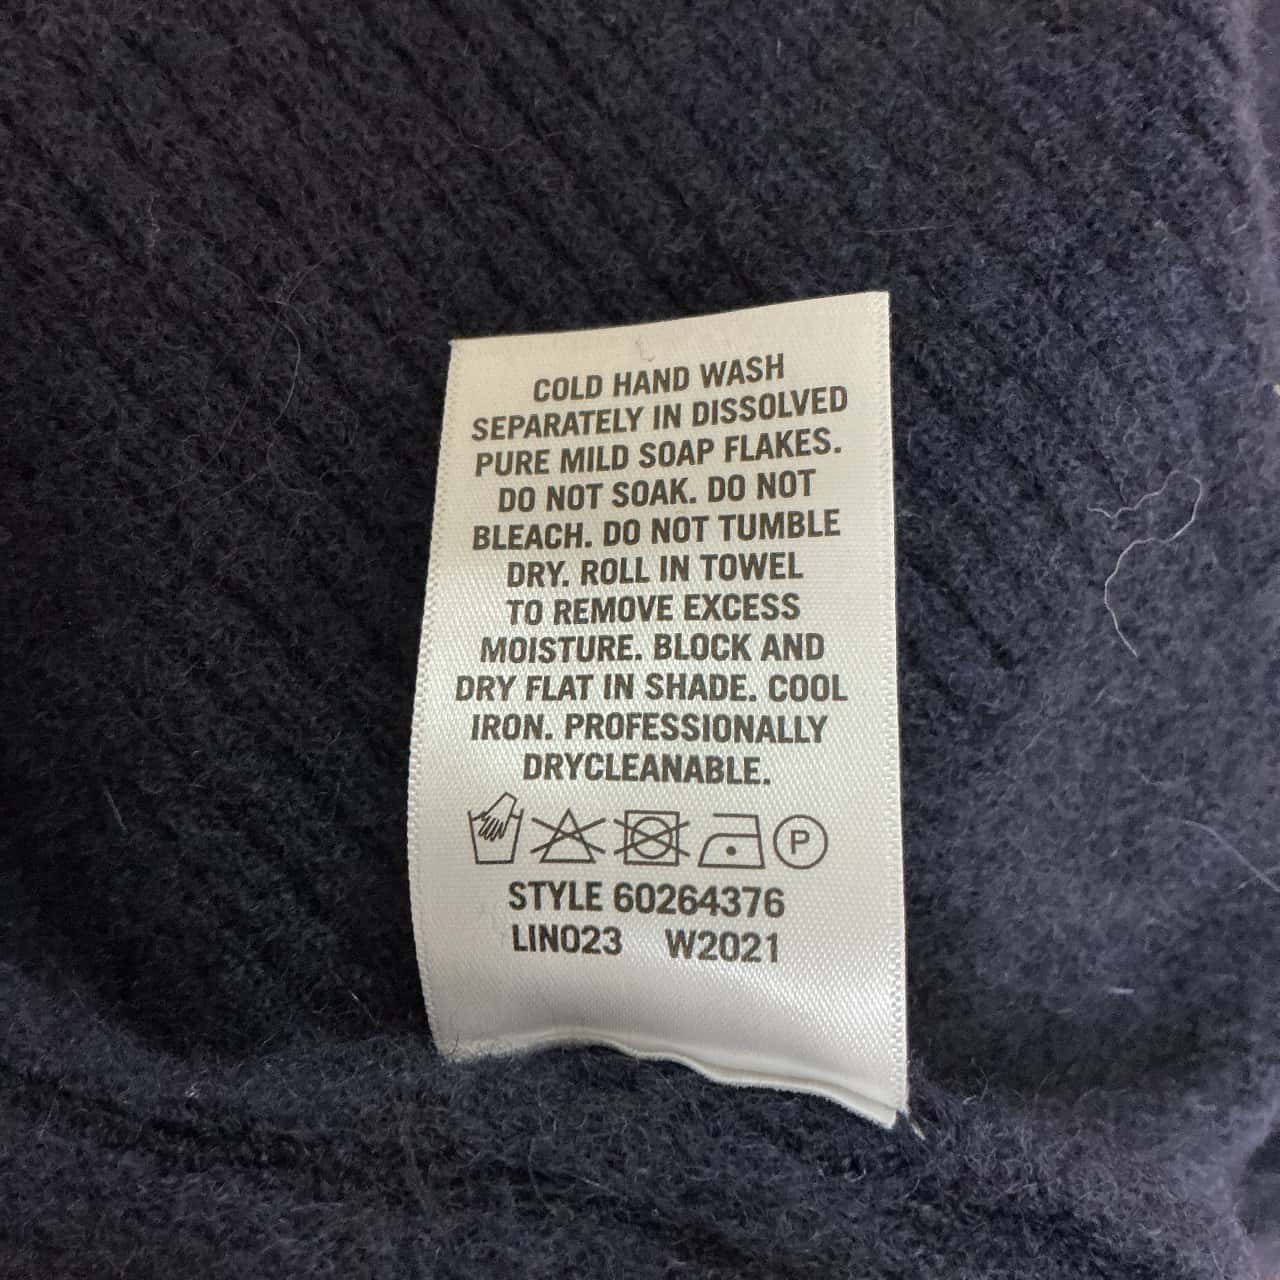 COLD HAND WASH
SEPARATELY IN DISSOLVED
PURE MILD SOAP FLAKES.
DO NOT SOAK. DO NOT
BLEACH. DO NOT TUMBLE
DRY. ROLL IN TOWEL
TO REMOVE EXCESS
MOISTURE. BLOCK AND
DRY FLAT IN SHADE. COOL
IRON. PROFESSIONALLY
DRYCLEANABLE.
P
STYLE 60264376
LIN023 W2021